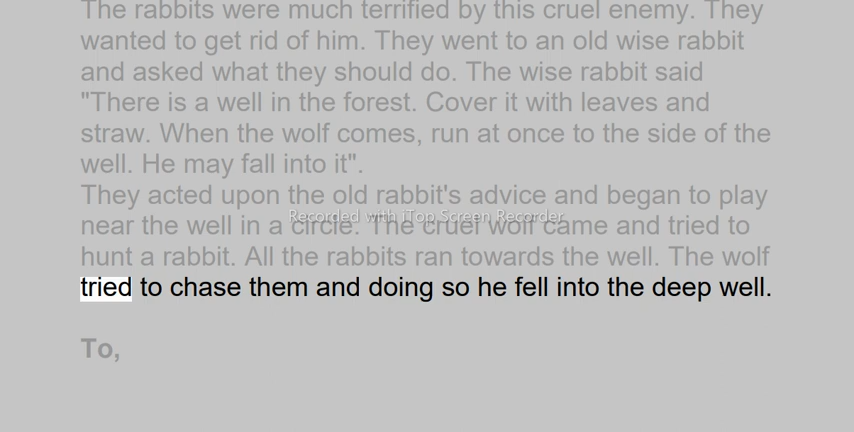 The rabbits were much terrified by this cruel enemy. They
wanted to get rid of him. They went to an old wise rabbit
and asked what they should do. The wise rabbit said
"There is a well in the forest. Cover it with leaves and
straw. When the wolf comes, run at once to the side of the
well. He may fall into it".
They acted upon the old rabbit's advice and began to play
Recorded with iTop Screen Recorder
near the well in a circle. The cruel wolf came and tried to
hunt a rabbit. All the rabbits ran towards the well. The wolf
tried to chase them and doing so he fell into the deep well.
To,